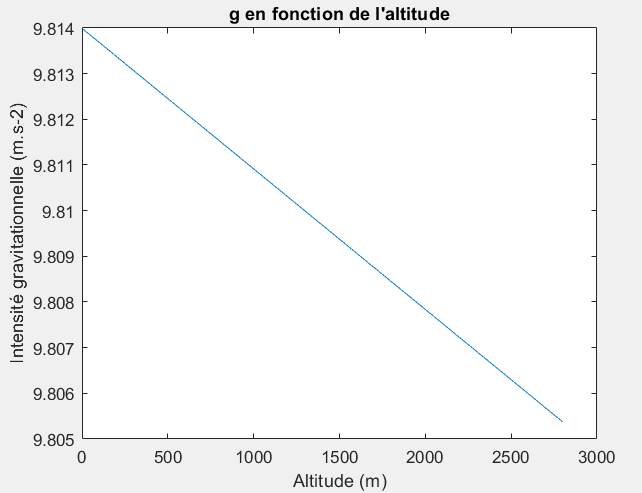 g en fonction de l'altitude
9.814
9.813
9.812
9.811
9.81
9.809
9.808
9.807
9.806
9.805
Intensité gravitationnelle (m.s-2)
0 500 1000 1500 2000 2500 3000
Altitude (m)